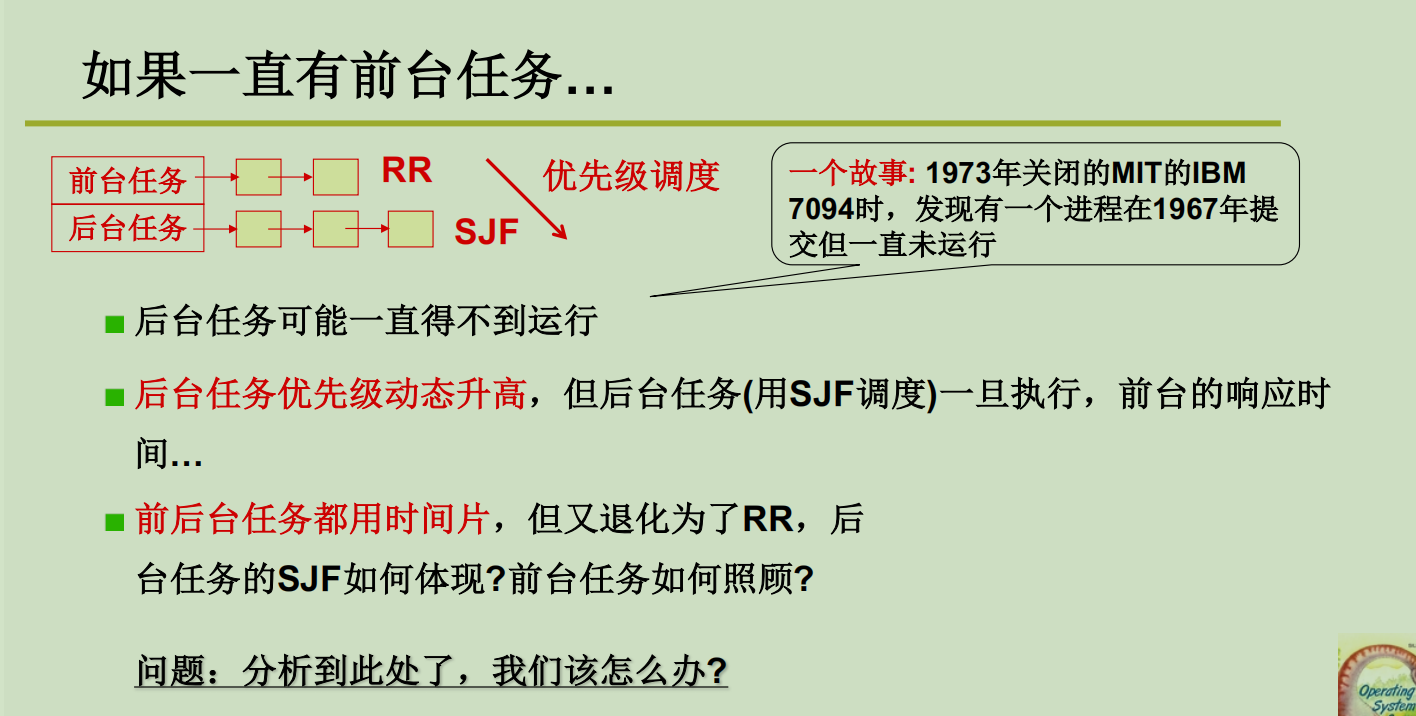 如果一直有前台任务…
前台任务
RR
优先级调度
后台任务
SJF
一个故事: 1973年关闭的MIT的IBM
7094时，发现有一个进程在1967年提
交但一直未运行
后台任务可能一直得不到运行
后台任务优先级动态升高，但后台任务(用SJF调度)一旦执行，前台的响应时
间…
前后台任务都用时间片，但又退化为了RR，后
台任务的SJF如何体现?前台任务如何照顾?
问题：分析到此处了，我们该怎么办?
Operating
System